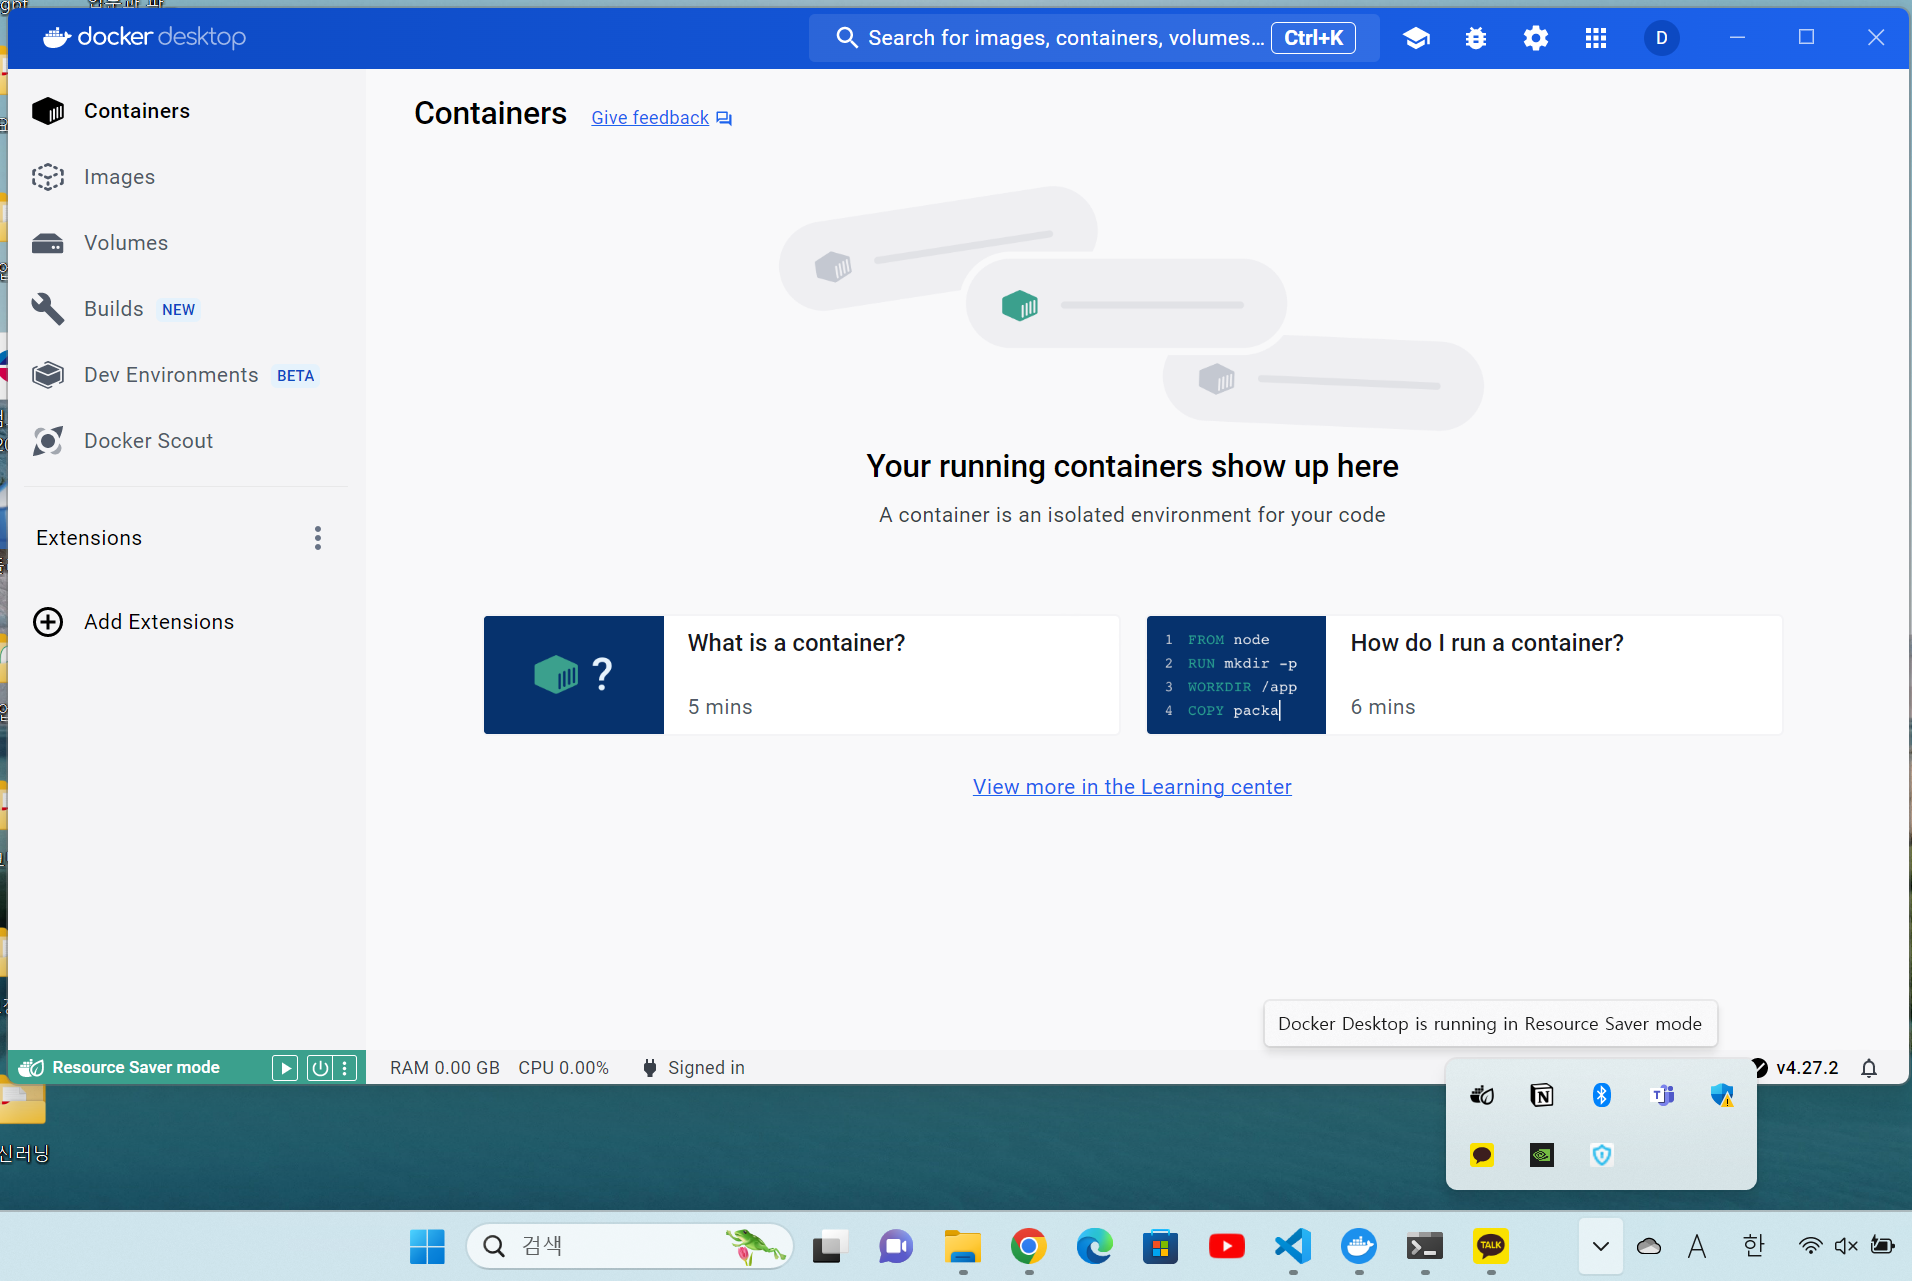 docker desktop
Search for images, containers, volumes... Ctrl+K
D
Containers
Images
Volumes
Builds NEW
Dev Environments BETA
Docker Scout
Extensions
Add Extensions
Containers Give feedback
Your running containers show up here
A container is an isolated environment for your code
?
What is a container?
5 mins
1 FROM node
2 RUN mkdir -p
3 WORKDIR /app
4 COPY packa
How do I run a container?
6 mins
View more in the Learning center
Docker Desktop is running in Resource Saver mode
Resource Saver mode
RAM 0.00 GB CPU 0.00% Signed in
v4.27.2
신러닝
검색
TALK
A
한